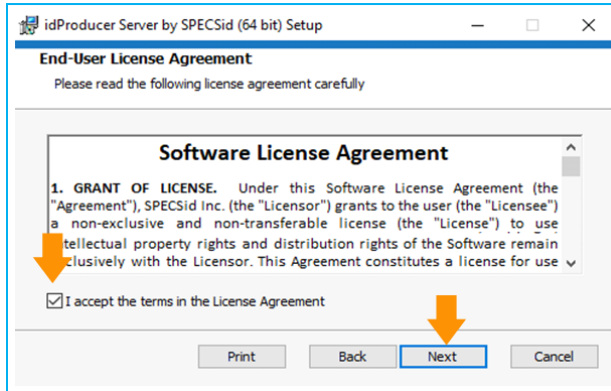 idProducer Server by SPECSid (64 bit) Setup
End-User License Agreement
Please read the following license agreement carefully
Software License Agreement
1. GRANT OF LICENSE. Under this Software License Agreement (the
"Agreement"), SPECSid Inc. (the "Licensor") grants to the user (the "Licensee")
a non-exclusive and non-transferable license (the "License") to use
intellectual property rights and distribution rights of the Software remain
exclusively with the Licensor. This Agreement constitutes a license for use
I accept the terms in the License Agreement
Print Back Next Cancel